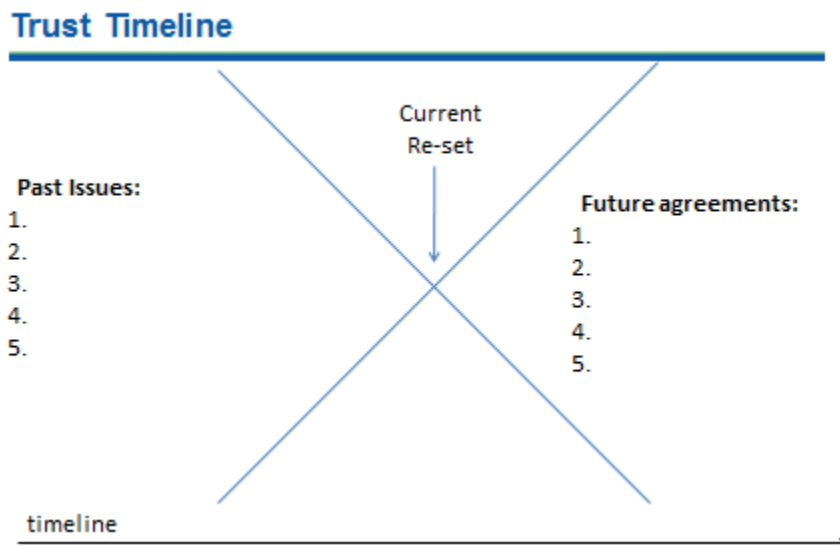 Trust Timeline
Current
Re-set
Past Issues:
1.
2.
3.
4.
5.
Future agreements:
1.
2.
3.
4.
5.
timeline